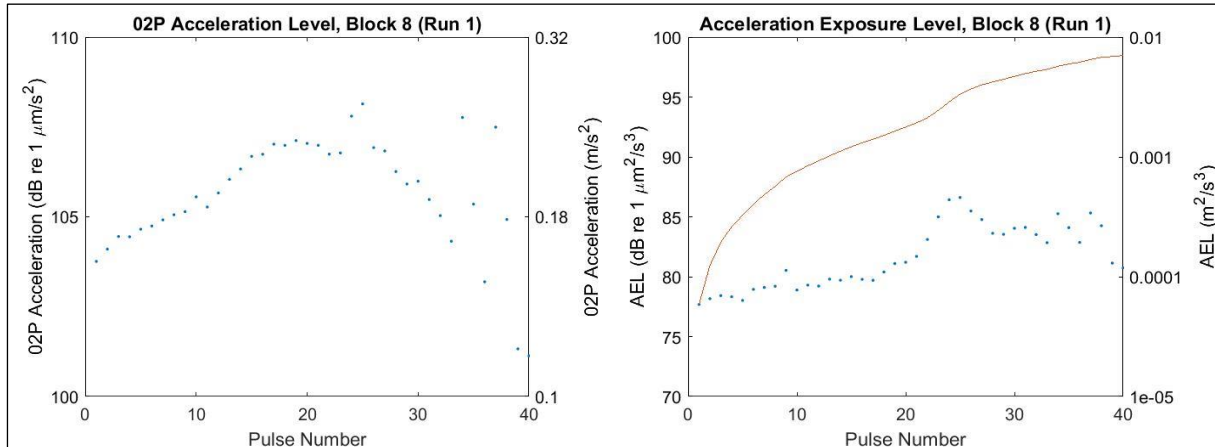 02P Acceleration Level, Block 8 (Run 1)
110
105
100
02P Acceleration (dB re 1 μm/s²)
0.32
0.18
0.1
02P Acceleration (m/s²)
0
10
20
30
40
Pulse Number
Acceleration Exposure Level, Block 8 (Run 1)
100
95
90
85
80
75
70
AEL (dB re 1 μm²/s³)
0.01
0.001
0.0001
1e-05
AEL (m²/s³)
0
10
20
30
40
Pulse Number